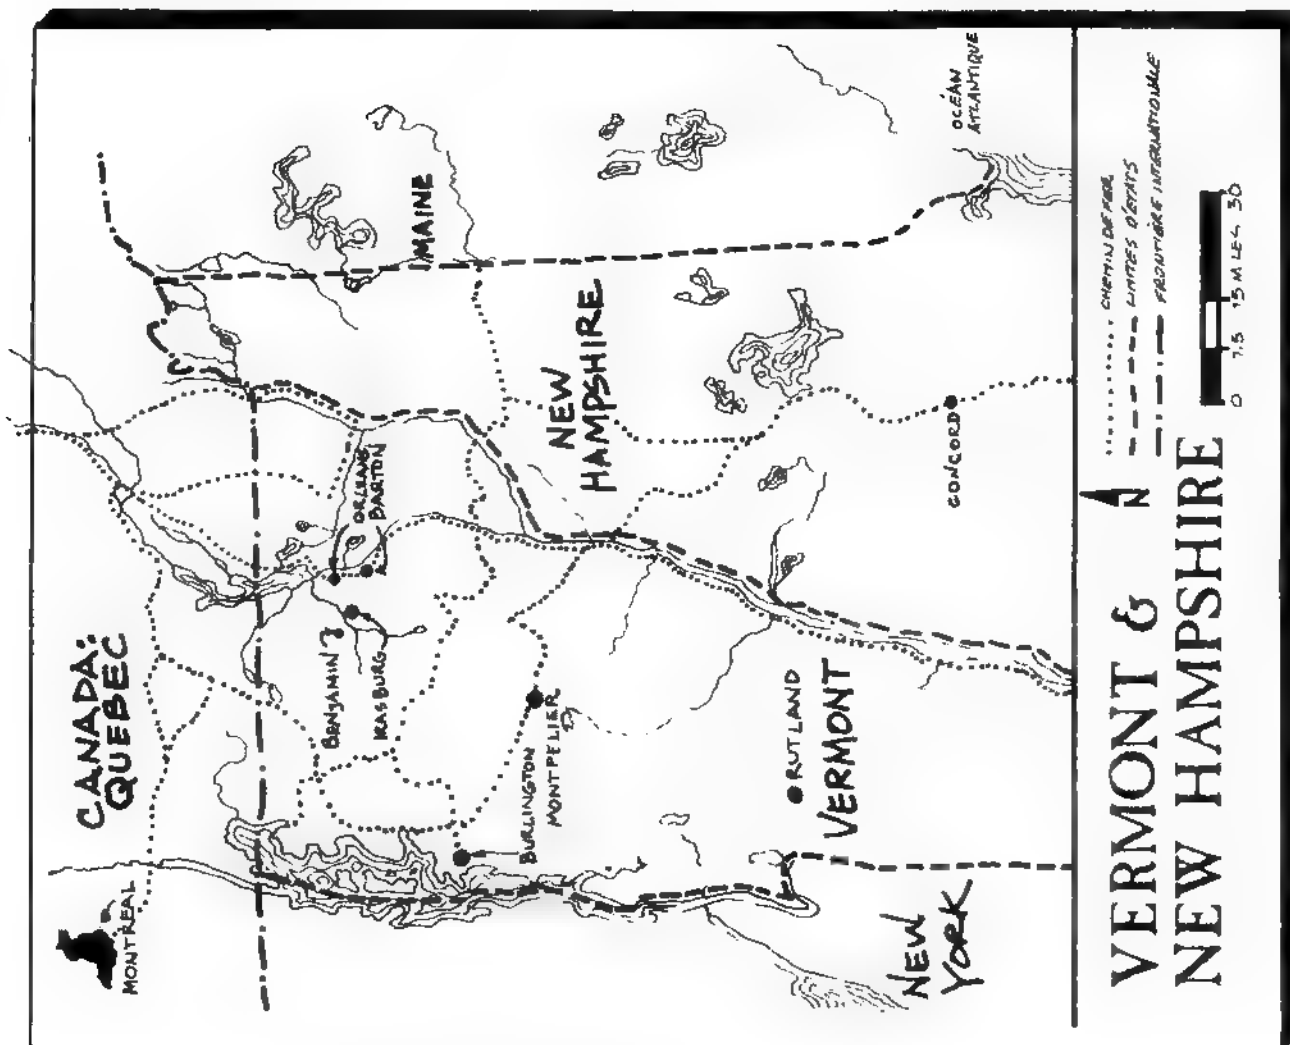 CANADA:
QUEBEC
MONTREAL
MAINE
NEW
HAMPSHIRE
ORLEANS
BARTON
BENJAMIN
IRASBURG
BURLINGTON
MONTPELIER
RUTLAND
VERMONT
NEW
YORK
CONCORD
OCÉAN
ATLANTIQUE
VERMONT &
NEW HAMPSHIRE
N
CHEMIN DE FER
LIMITES D'ÉTATS
FRONTIÈRE INTERNATIONALE
0 7.5 15 MILES 30